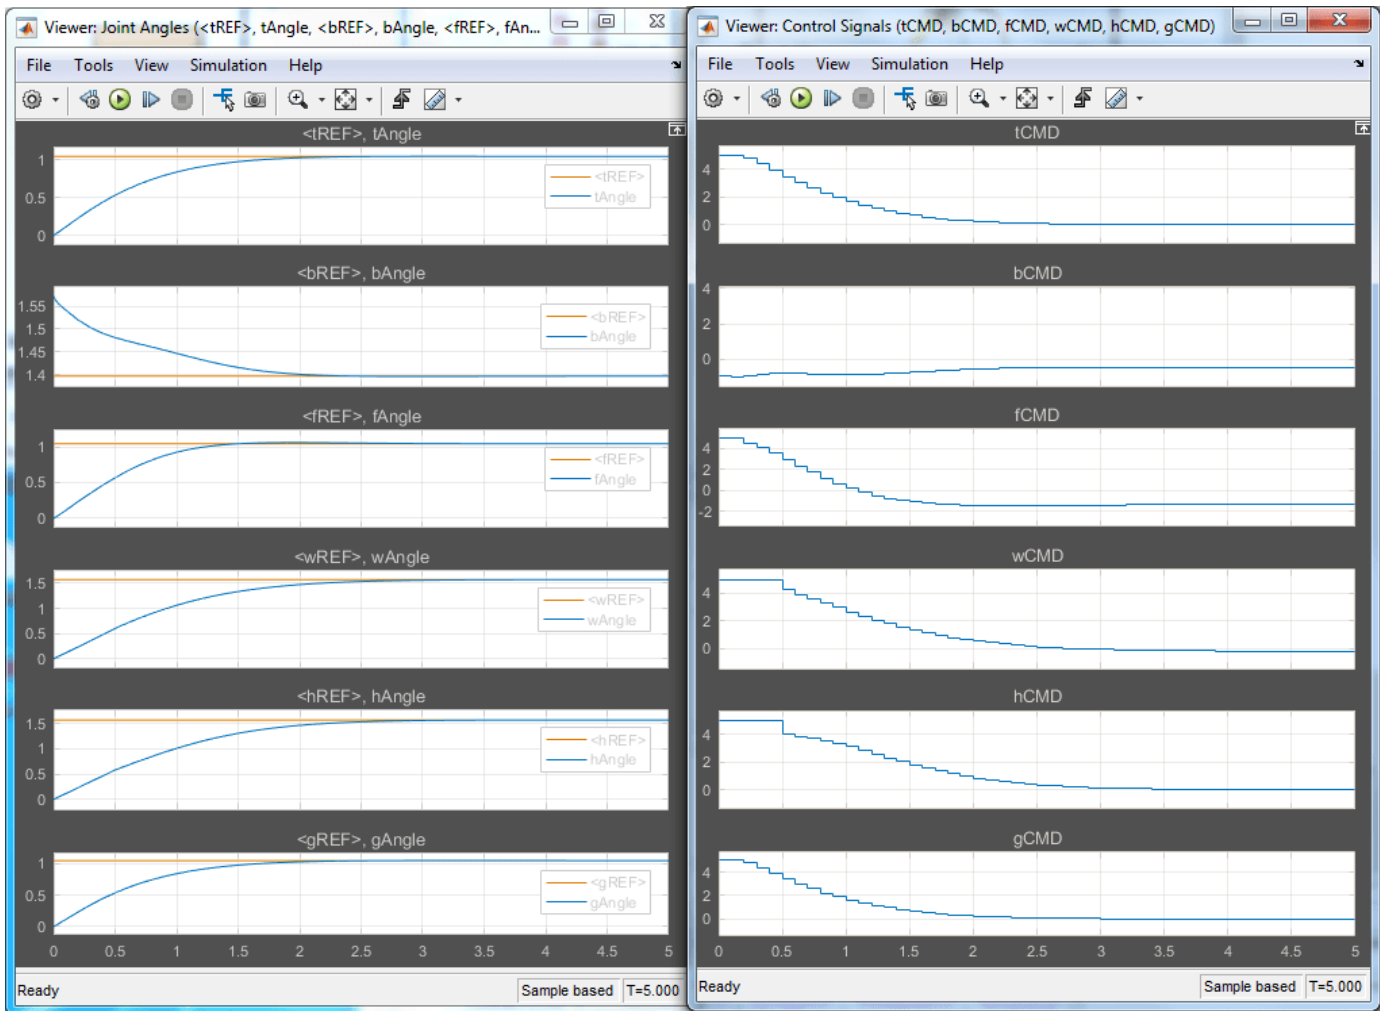 Viewer: Joint Angles (<tREF>, tAngle, <bREF>, bAngle, <fREF>, fAn...
File Tools View Simulation Help
<tREF>, tAngle
1
0.5
0
<tREF>
tAngle
<bREF>, bAngle
1.55
1.5
1.45
1.4
<bREF>
bAngle
<fREF>, fAngle
1
0.5
0
<fREF>
fAngle
<wREF>, wAngle
1.5
1
0.5
0
<wREF>
wAngle
<hREF>, hAngle
1.5
1
0.5
0
<hREF>
hAngle
<gREF>, gAngle
1
0.5
0
<gREF>
gAngle
0 0.5 1 1.5 2 2.5 3 3.5 4 4.5 5
Ready Sample based T=5.000
Viewer: Control Signals (tCMD, bCMD, fCMD, wCMD, hCMD, gCMD)
File Tools View Simulation Help
tCMD
4
2
0
bCMD
4
2
0
fCMD
4
2
0
-2
wCMD
4
2
0
hCMD
4
2
0
gCMD
4
2
0
0 0.5 1 1.5 2 2.5 3 3.5 4 4.5 5
Ready Sample based T=5.000